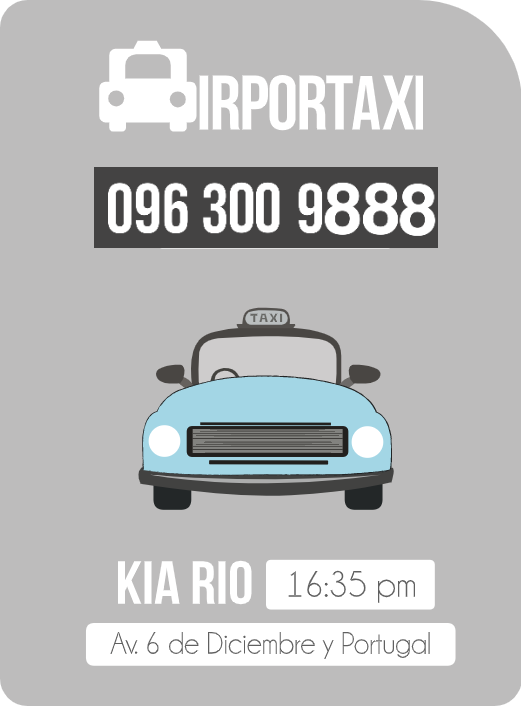 IRPORTAXI
096 300 9888
TAXI
KIA RIO 16:35 pm
Av. 6 de Diciembre y Portugal